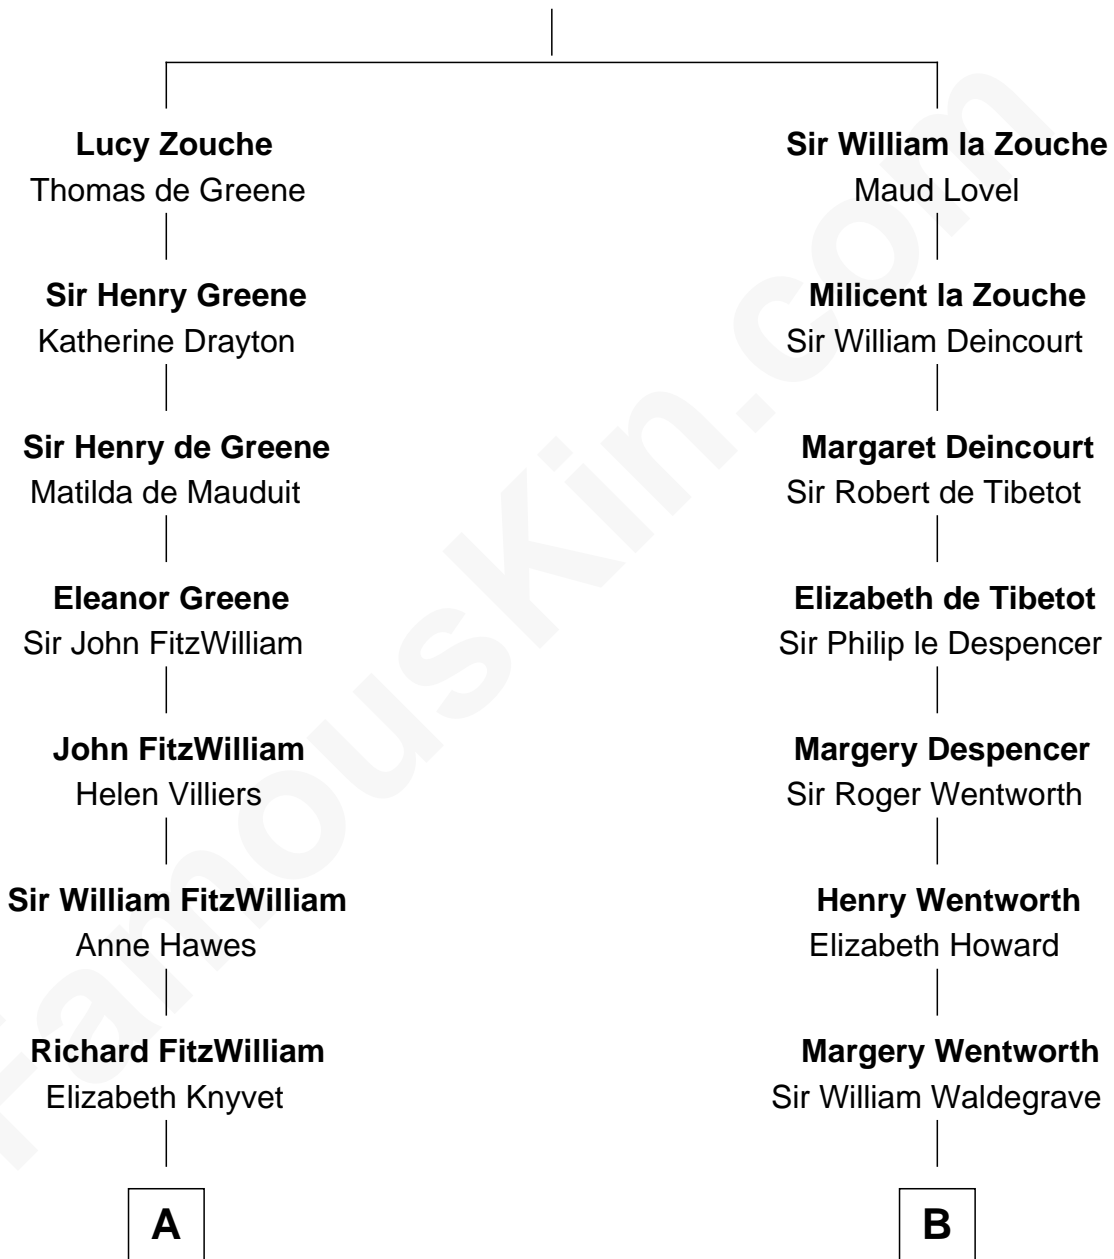 Lucy Zouche
Thomas de Greene
Sir Henry Greene
Katherine Drayton
Sir Henry de Greene
Matilda de Mauduit
Eleanor Greene
Sir John FitzWilliam
John FitzWilliam
Helen Villiers
Sir William FitzWilliam
Anne Hawes
Richard FitzWilliam
Elizabeth Knyvet
A
Sir William la Zouche
Maud Lovel
Milicent la Zouche
Sir William Deincourt
Margaret Deincourt
Sir Robert de Tibetot
Elizabeth de Tibetot
Sir Philip le Despencer
Margery Despencer
Sir Roger Wentworth
Henry Wentworth
Elizabeth Howard
Margery Wentworth
Sir William Waldegrave
B
FamousKin.com